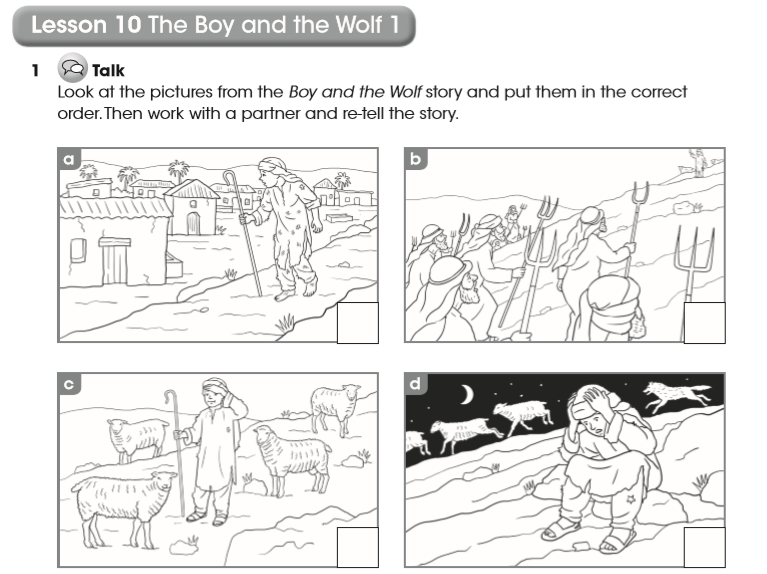 Lesson 10 The Boy and the Wolf 1
1 Talk
Look at the pictures from the Boy and the Wolf story and put them in the correct
order. Then work with a partner and re-tell the story.
a
b
c
d